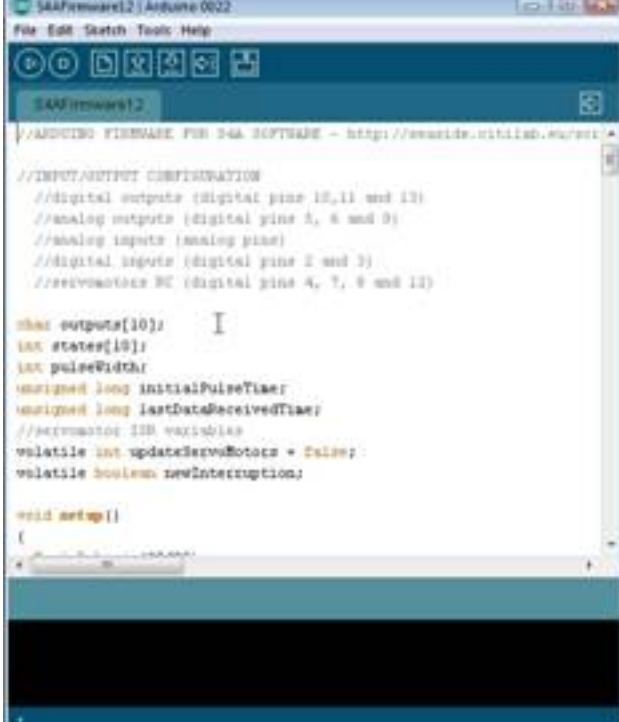 S4AFirmware12 | Arduino 0022
File Edit Sketch Tools Help
S4AFirmware12
//ARDUINO FIRMWARE FOR S4A SOFTWARE - http://seaside.citilab.eu/scr
//INPUT/OUTPUT CONFIGURATION
//digital outputs (digital pins 10,11 and 13)
//analog outputs (digital pins 5, 6 and 9)
//analog inputs (analog pins)
//digital inputs (digital pins 2 and 3)
//servomotors RC (digital pins 4, 7, 8 and 12)
char outputs[10];
int states[10];
int pulseWidth;
unsigned long initialPulseTime;
unsigned long lastDataReceivedTime;
//servomotor ISR variables
volatile int updateServoMotors = false;
volatile boolean newInterruption;
void setup()
{